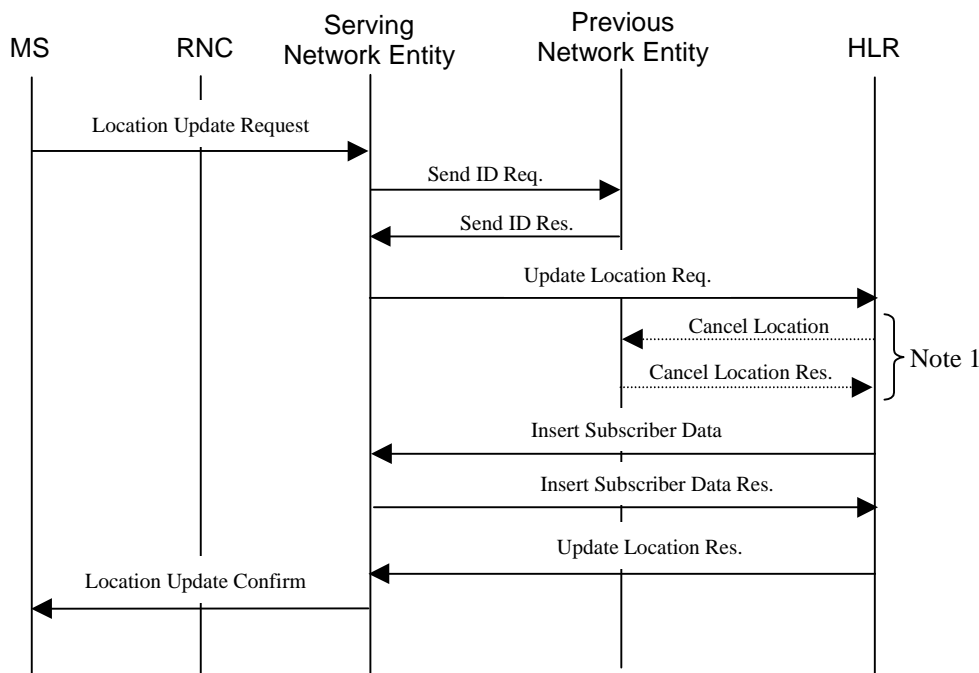 MS
RNC
Serving
Network Entity
Previous
Network Entity
HLR
Location Update Request
Send ID Req.
Send ID Res.
Update Location Req.
Cancel Location
Cancel Location Res.
Note 1
Insert Subscriber Data
Insert Subscriber Data Res.
Update Location Res.
Location Update Confirm